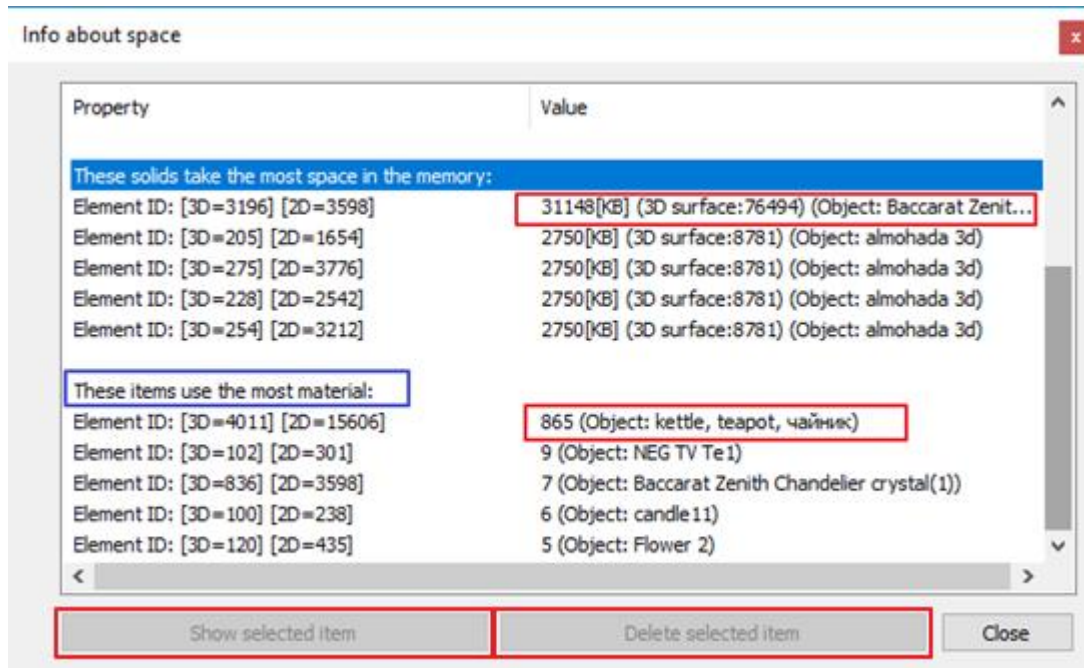 Info about space
x
Property Value
These solids take the most space in the memory:
Element ID: [3D=3196] [2D=3598] 31148[KB] (3D surface:76494) (Object: Baccarat Zenit...
Element ID: [3D=205] [2D=1654] 2750[KB] (3D surface:8781) (Object: almohada 3d)
Element ID: [3D=275] [2D=3776] 2750[KB] (3D surface:8781) (Object: almohada 3d)
Element ID: [3D=228] [2D=2542] 2750[KB] (3D surface:8781) (Object: almohada 3d)
Element ID: [3D=254] [2D=3212] 2750[KB] (3D surface:8781) (Object: almohada 3d)
These items use the most material:
Element ID: [3D=4011] [2D=15606] 865 (Object: kettle, teapot, чайник)
Element ID: [3D=102] [2D=301] 9 (Object: NEG TV Te1)
Element ID: [3D=836] [2D=3598] 7 (Object: Baccarat Zenith Chandelier crystal(1))
Element ID: [3D=100] [2D=238] 6 (Object: candle11)
Element ID: [3D=120] [2D=435] 5 (Object: Flower 2)
Show selected item Delete selected item Close